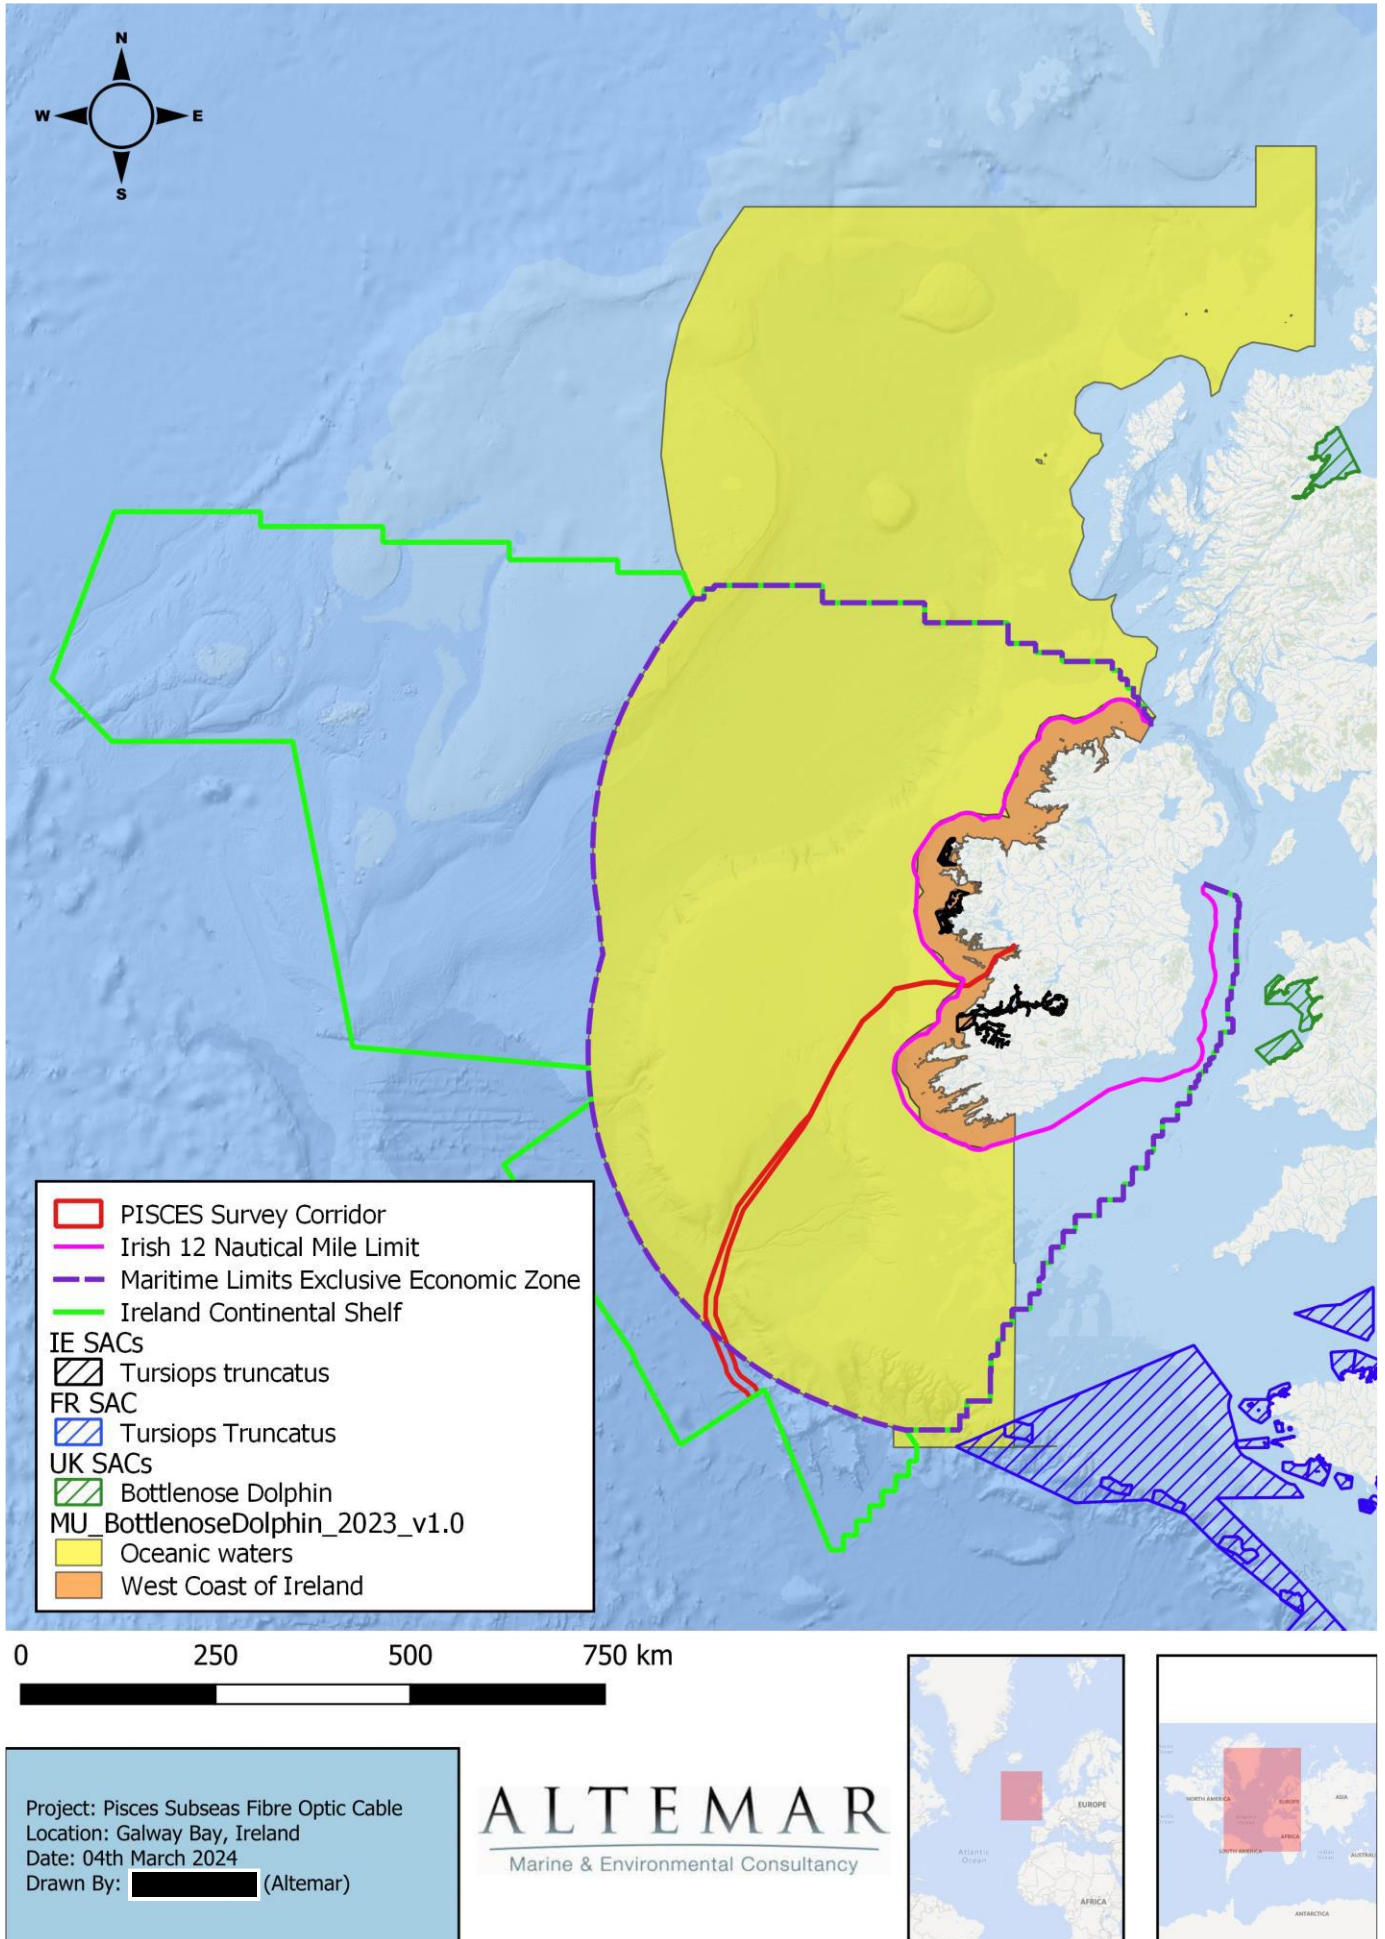 N
W E
S
PISCES Survey Corridor
Irish 12 Nautical Mile Limit
Maritime Limits Exclusive Economic Zone
Ireland Continental Shelf
IE SACs
Tursiops truncatus
FR SAC
Tursiops Truncatus
UK SACs
Bottlenose Dolphin
MU_BottlenoseDolphin_2023_v1.0
Oceanic waters
West Coast of Ireland
0 250 500 750 km
Project: Pisces Subseas Fibre Optic Cable
Location: Galway Bay, Ireland
Date: 04th March 2024
Drawn By: (Altemar)
ALTEMAR
Marine & Environmental Consultancy
EUROPE
Atlantic
Ocean
AFRICA
NORTH AMERICA
EUROPE
ASIA
AFRICA
SOUTH AMERICA
ANTARCTICA